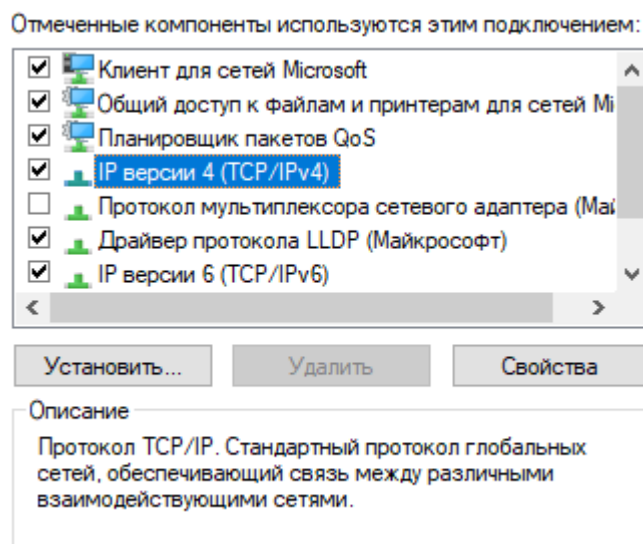 Отмеченные компоненты используются этим подключением:
Клиент для сетей Microsoft
Общий доступ к файлам и принтерам для сетей Mi
Планировщик пакетов QoS
IP версии 4 (TCP/IPv4)
Протокол мультиплексора сетевого адаптера (Май
Драйвер протокола LLDP (Майкрософт)
IP версии 6 (TCP/IPv6)
Установить... Удалить Свойства
Описание
Протокол TCP/IP. Стандартный протокол глобальных
сетей, обеспечивающий связь между различными
взаимодействующими сетями.